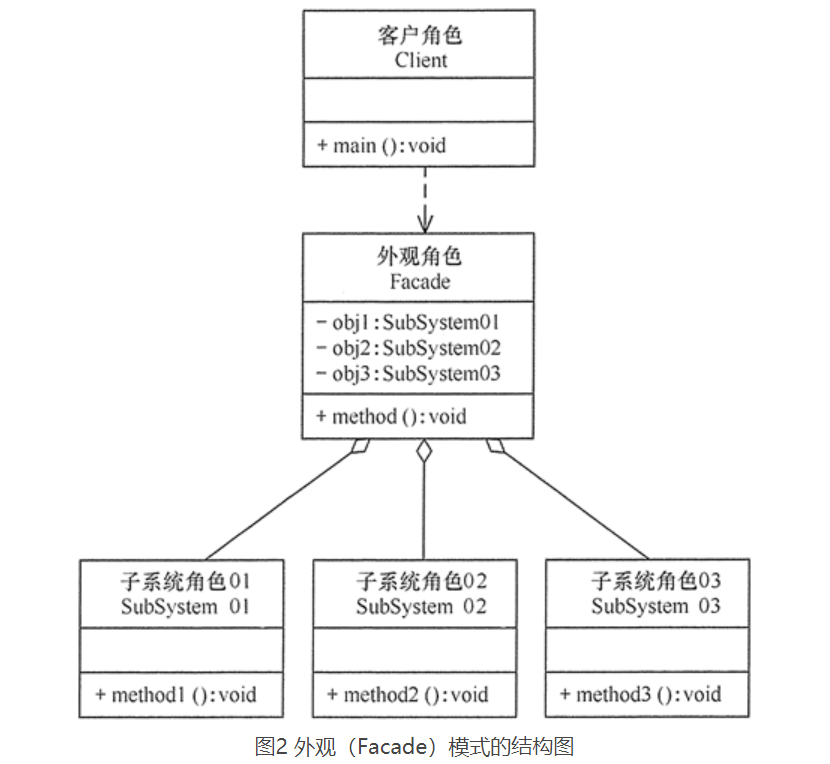 客户角色
Client
+ main ():void
外观角色
Facade
- obj1:SubSystem01
- obj2:SubSystem02
- obj3:SubSystem03
+ method ():void
子系统角色01
SubSystem 01
+ method1 ():void
子系统角色02
SubSystem 02
+ method2 ():void
子系统角色03
SubSystem 03
+ method3 ():void
图2 外观（Facade）模式的结构图